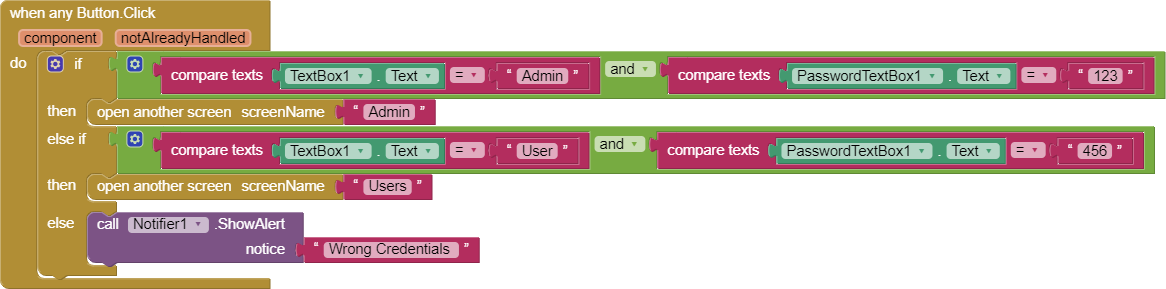 when any Button.Click
component notAlreadyHandled
do if compare texts TextBox1 . Text = “ Admin ” and compare texts PasswordTextBox1 . Text = “ 123 ”
then open another screen screenName “ Admin ”
else if compare texts TextBox1 . Text = “ User ” and compare texts PasswordTextBox1 . Text = “ 456 ”
then open another screen screenName “ Users ”
else call Notifier1 .ShowAlert
notice “ Wrong Credentials ”